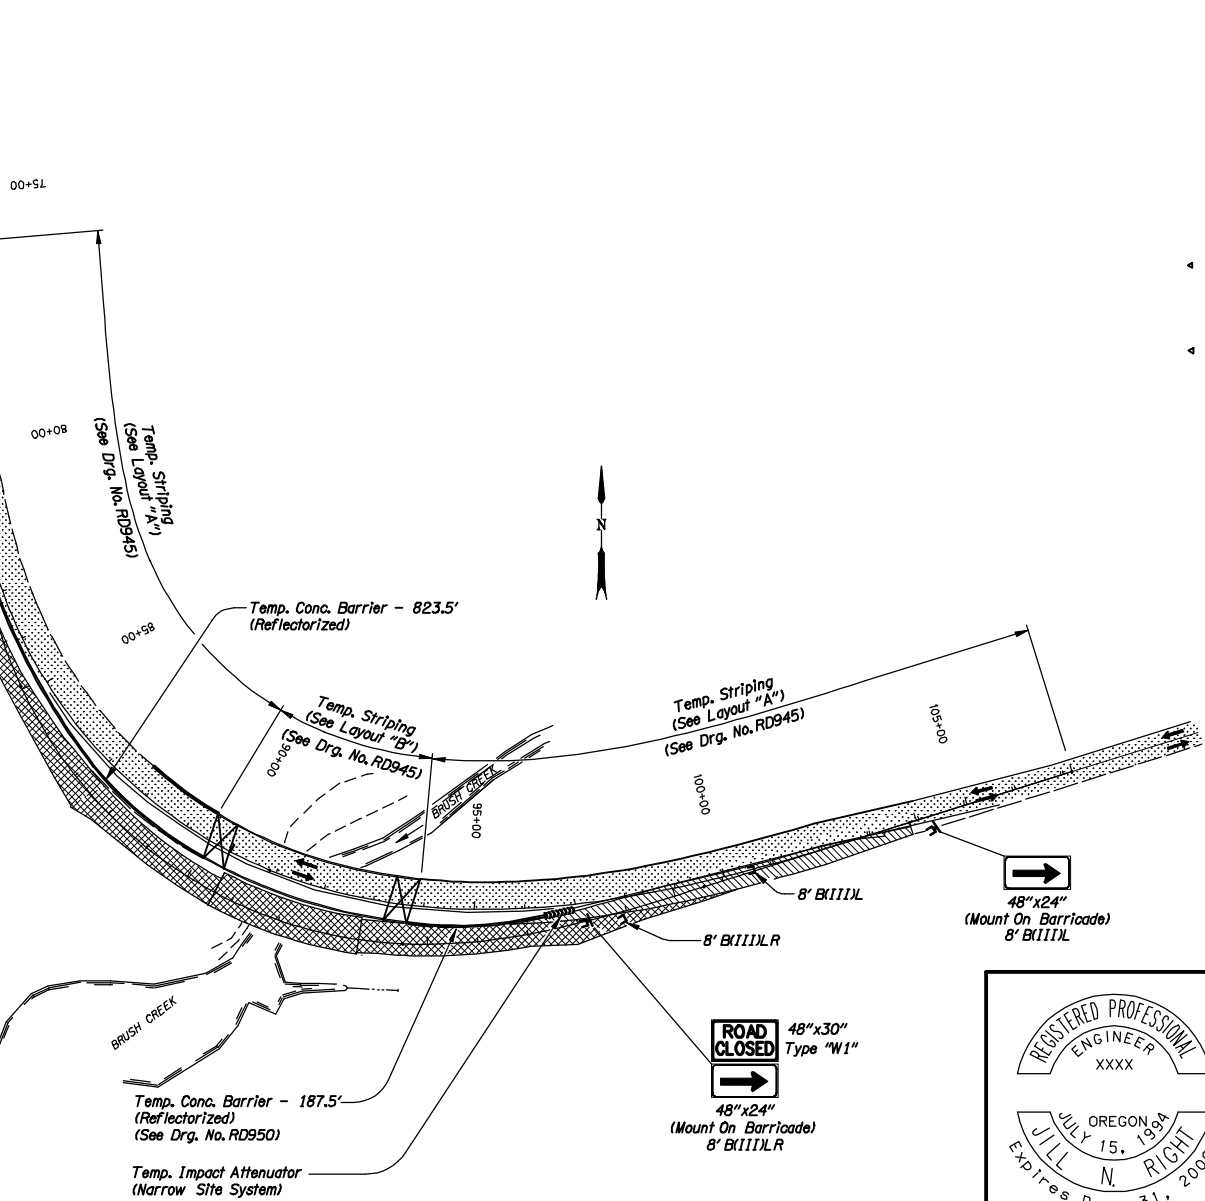 75+00
80+00
Temp. Striping
(See Layout "A")
(See Drg. No. RD945)
85+00
Temp. Conc. Barrier - 823.5'
(Reflectorized)
N
Temp. Striping
(See Layout "B")
(See Drg. No. RD945)
90+00
Temp. Striping
(See Layout "A")
(See Drg. No. RD945)
105+00
100+00
95+00
BRUSH CREEK
8' B(III)L
8' B(III)LR
48"x24"
(Mount On Barricade)
8' B(III)L
BRUSH CREEK
ROAD
CLOSED
48"x30"
Type "W1"
48"x24"
(Mount On Barricade)
8' B(III)LR
Temp. Conc. Barrier - 187.5'
(Reflectorized)
(See Drg. No. RD950)
Temp. Impact Attenuator
(Narrow Site System)
REGISTERED PROFESSIONAL
ENGINEER
XXXX
OREGON
JULY 15, 1994
JILL N. RIGHT
Expires
31, 200